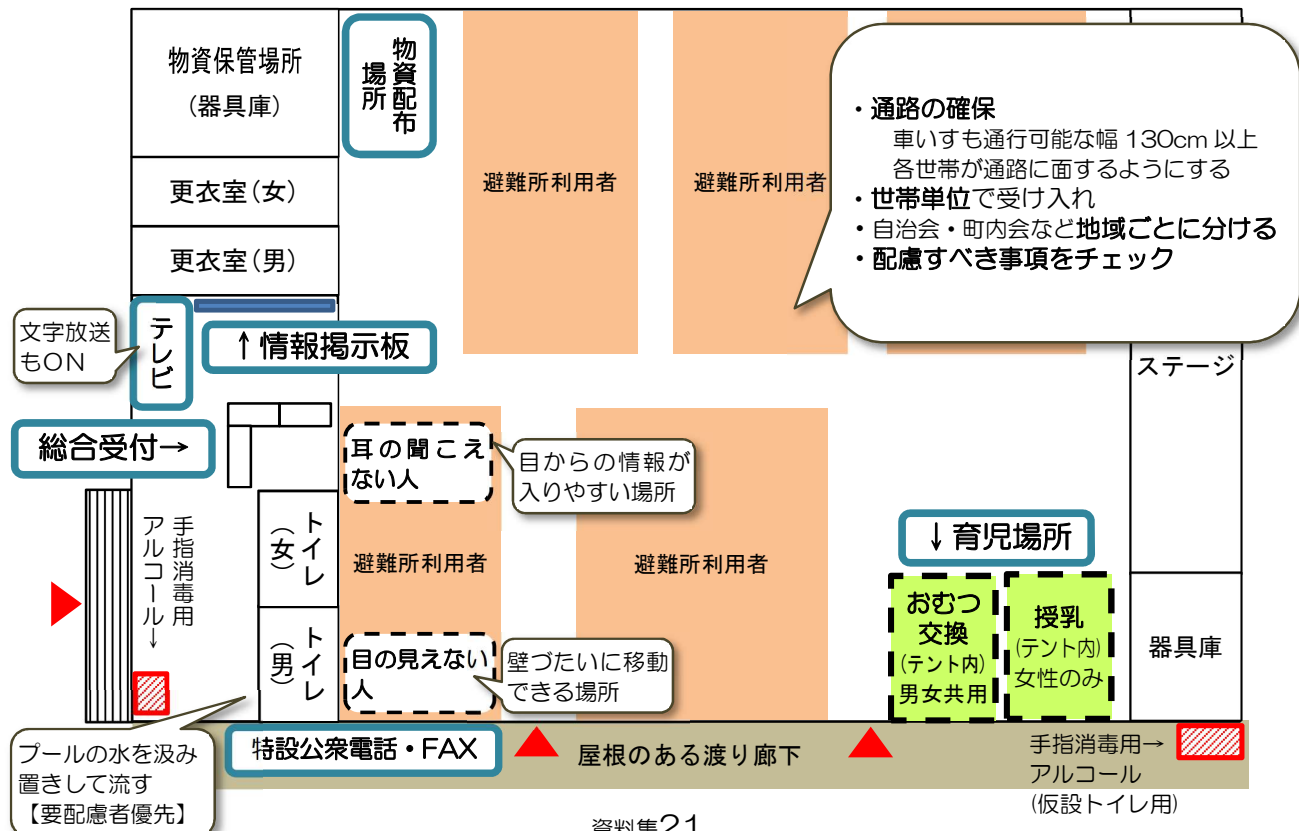 物資保管場所
(器具庫)
物資配布
場所
更衣室(女)
更衣室(男)
避難所利用者
避難所利用者
・通路の確保
車いすも通行可能な幅 130cm 以上
各世帯が通路に面するようにする
・世帯単位で受け入れ
・自治会・町内会など地域ごとに分ける
・配慮すべき事項をチェック
文字放送
もON
テレビ
↑情報掲示板
ステージ
総合受付→
耳の聞こえ
ない人
目からの情報が
入りやすい場所
手指消毒用
アルコール→
トイレ
(女)
避難所利用者
避難所利用者
↓育児場所
おむつ
交換
(テント内)
男女共用
授乳
(テント内)
女性のみ
器具庫
トイレ
(男)
目の見えない
人
壁づたいに移動
できる場所
プールの水を汲み
置きして流す
【要配慮者優先】
特設公衆電話・FAX
屋根のある渡り廊下
手指消毒用→
アルコール
(仮設トイレ用)
資料集21